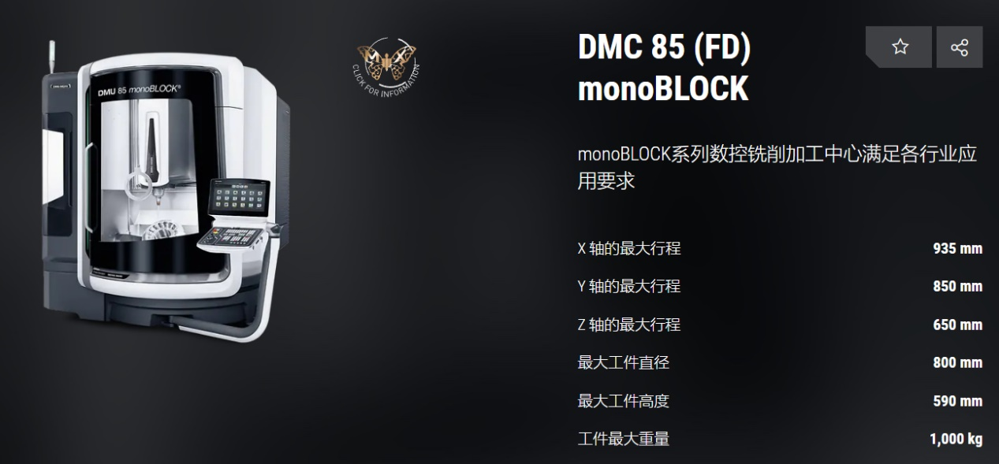 DMU 85 monoBLOCK®
MX
CLICK FOR INFORMATION
DMC 85 (FD)
monoBLOCK
monoBLOCK系列数控铣削加工中心满足各行业应
用要求
X 轴的最大行程 935 mm
Y 轴的最大行程 850 mm
Z 轴的最大行程 650 mm
最大工件直径 800 mm
最大工件高度 590 mm
工件最大重量 1,000 kg